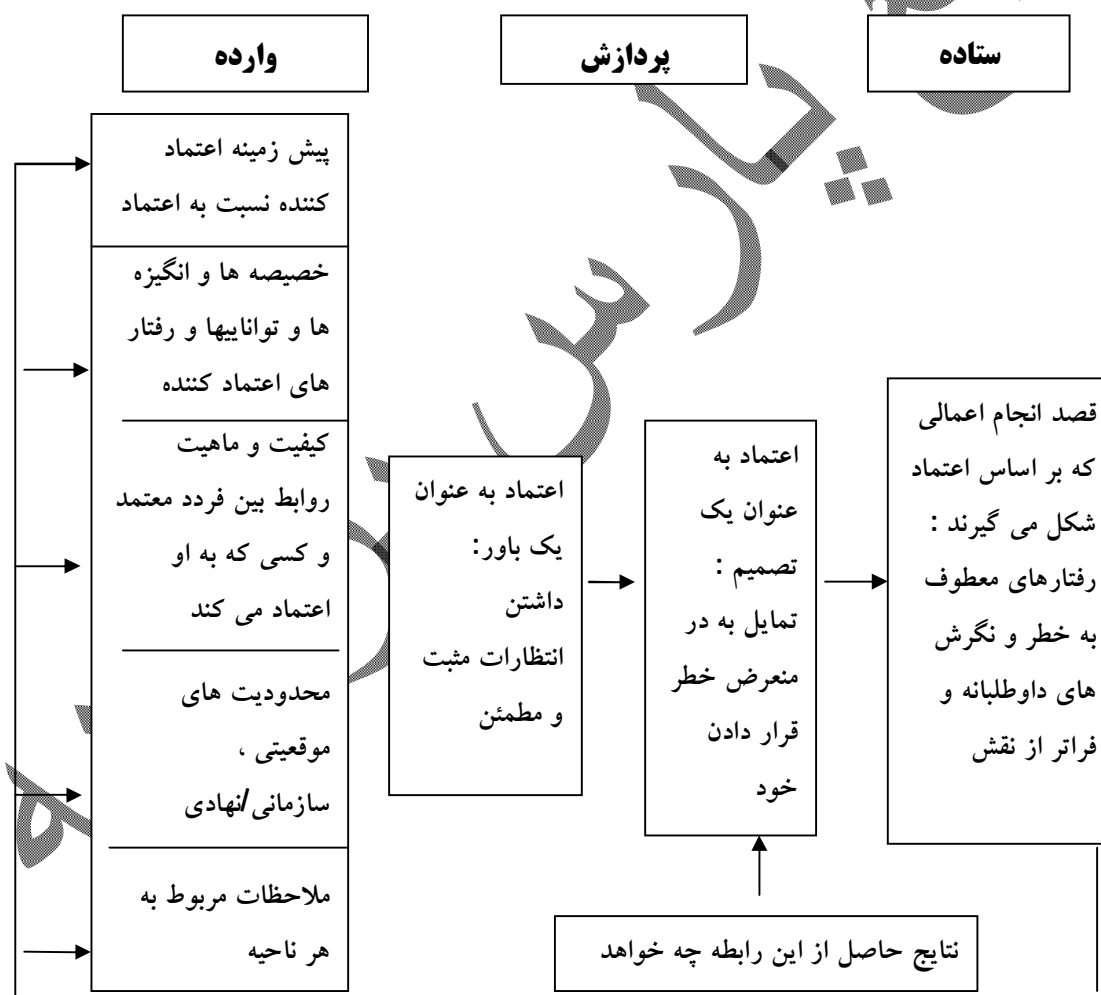 وارده
پردازش
ستاده
پیش زمینه اعتماد
کننده نسبت به اعتماد
خصیصه ها و انگیزه
ها و تواناییها و رفتار
های اعتماد کننده
کیفیت و ماهیت
روابط بین فردد معتمد
و کسی که به او
اعتماد می کند
محدودیت های
موقعیتی ،
سازمانی/نهادی
ملاحظات مربوط به
هر ناحیه
اعتماد به عنوان
یک باور:
داشتن
انتظارات مثبت
و مطمئن
اعتماد به
عنوان یک
تصمیم :
تمایل به در
منعرض خطر
قرار دادن
خود
قصد انجام اعمالی
که بر اساس اعتماد
شکل می گیرند :
رفتارهای معطوف
به خطر و نگرش
های داوطلبانه و
فراتر از نقش
نتایج حاصل از این رابطه چه خواهد